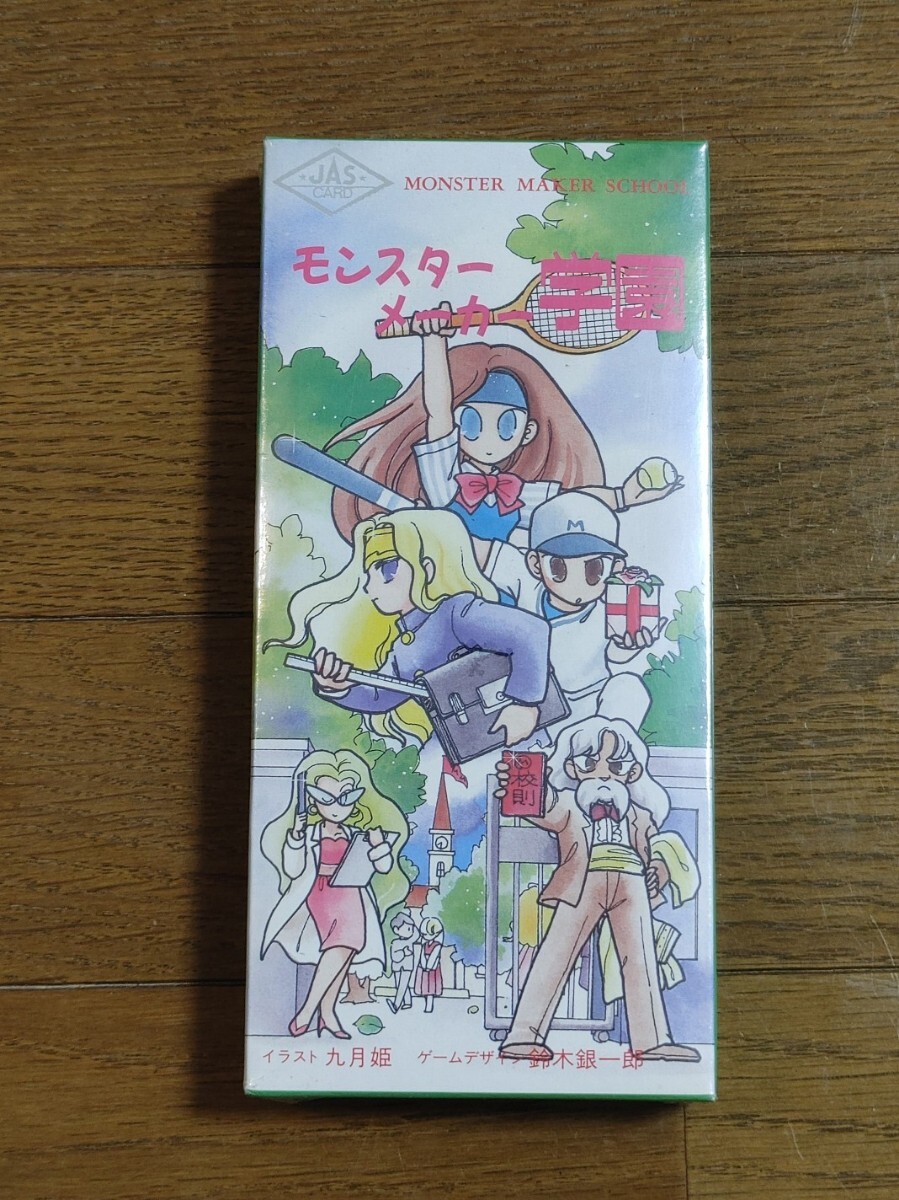 JAS
CARD
MONSTER MAKER SCHOOL
モンスター
メーカー学園
M
校則
イラスト 九月姫 ゲームデザイン 鈴木銀一郎